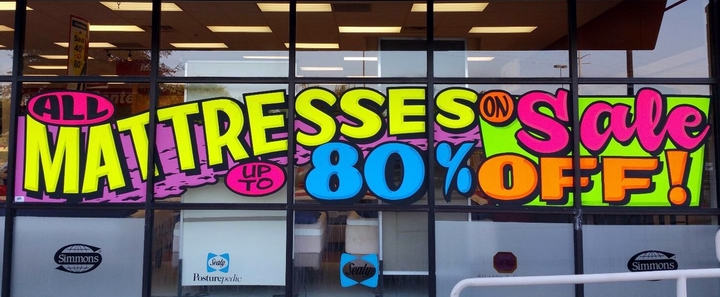 ALL
MATTRESSES ON Sale
UP TO 80% OFF!
Simmons
Sealy
Posturepedic
Sealy
Simmons